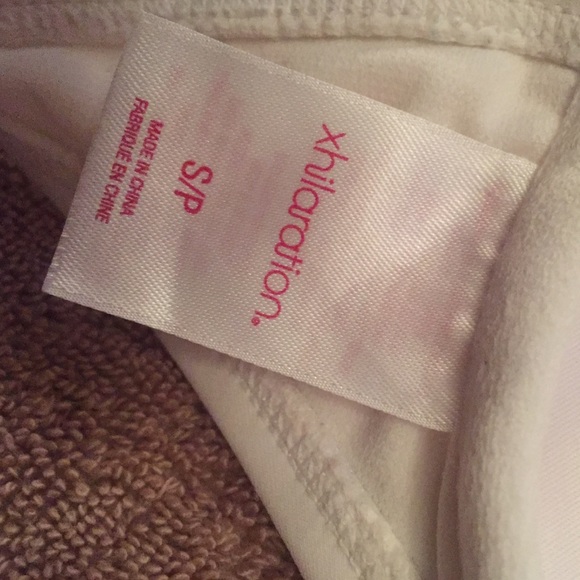 xhilaration.
S/P
MADE IN CHINA
FABRIQUÉ EN CHINE